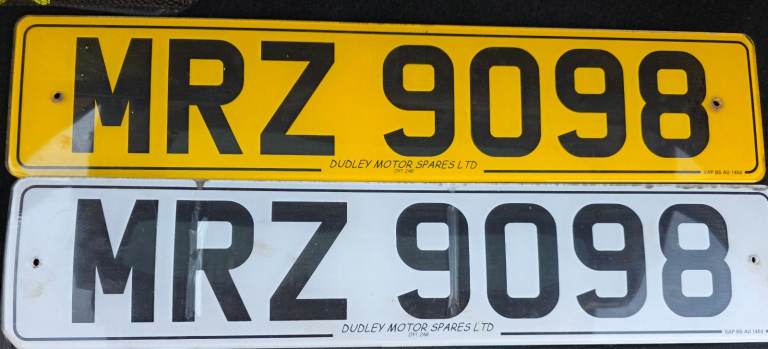 MRZ 9098
DUDLEY MOTOR SPARES LTD
MRZ 9098
DUDLEY MOTOR SPARES LTD